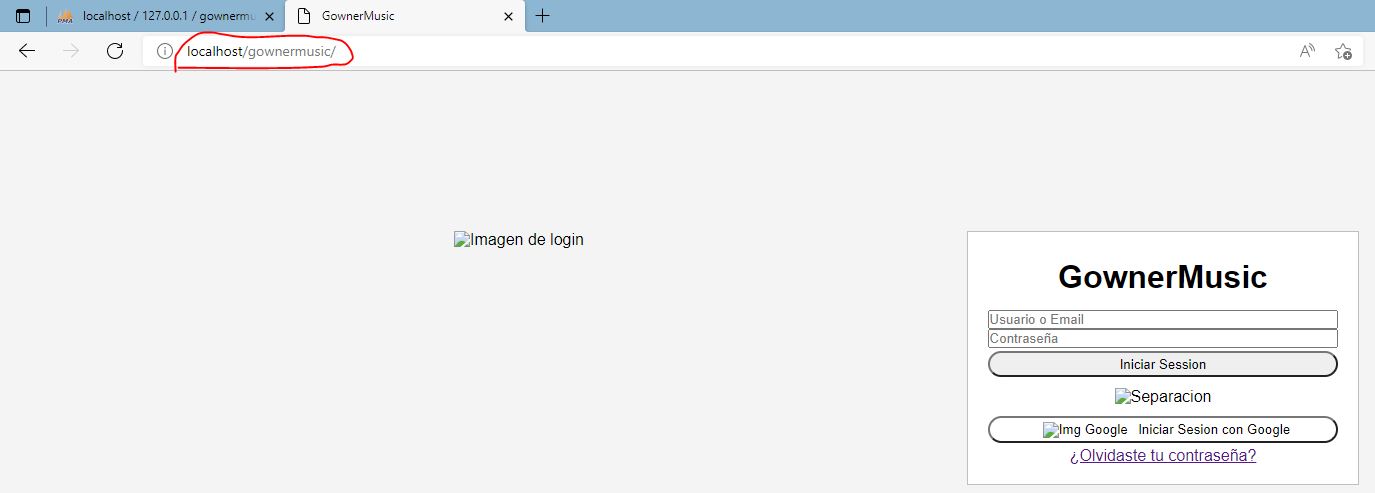 PMA localhost / 127.0.0.1 / gownermu
GownerMusic
localhost/gownermusic/
Imagen de login
GownerMusic
Usuario o Email
Contraseña
Iniciar Session
Separacion
Img Google Iniciar Sesion con Google
¿Olvidaste tu contraseña?